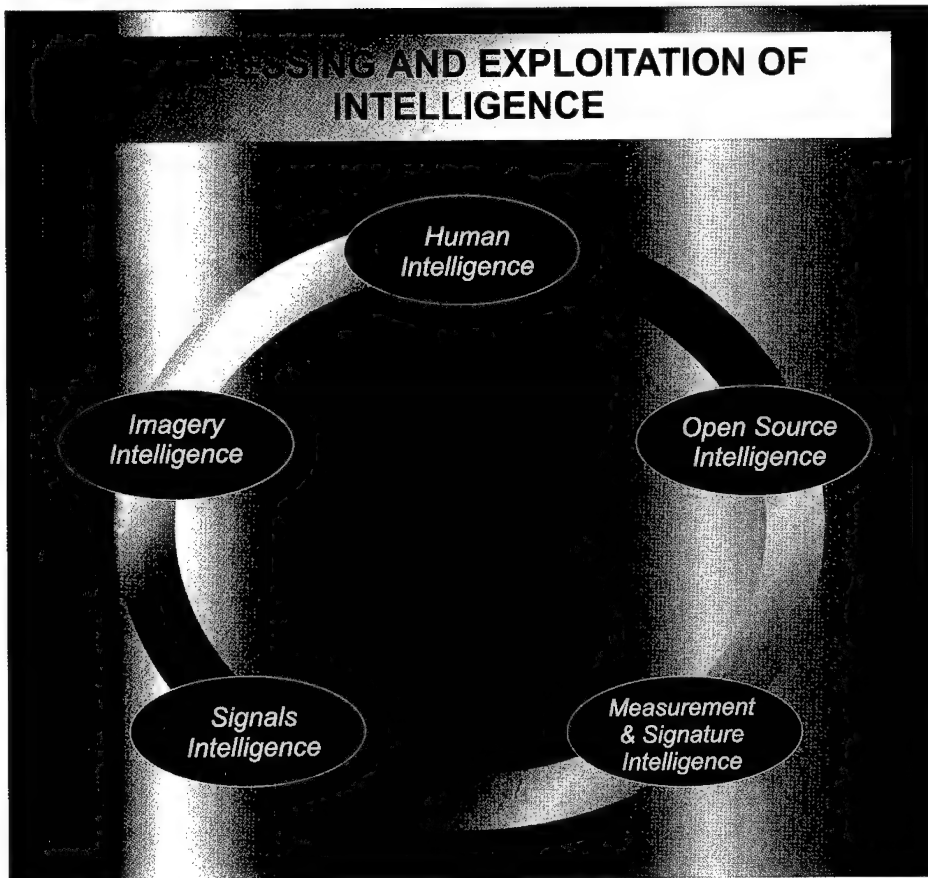 AND EXPLOITATION OF
INTELLIGENCE
Human
Intelligence
Imagery
Intelligence
Open Source
Intelligence
Signals
Intelligence
Measurement
& Signature
Intelligence